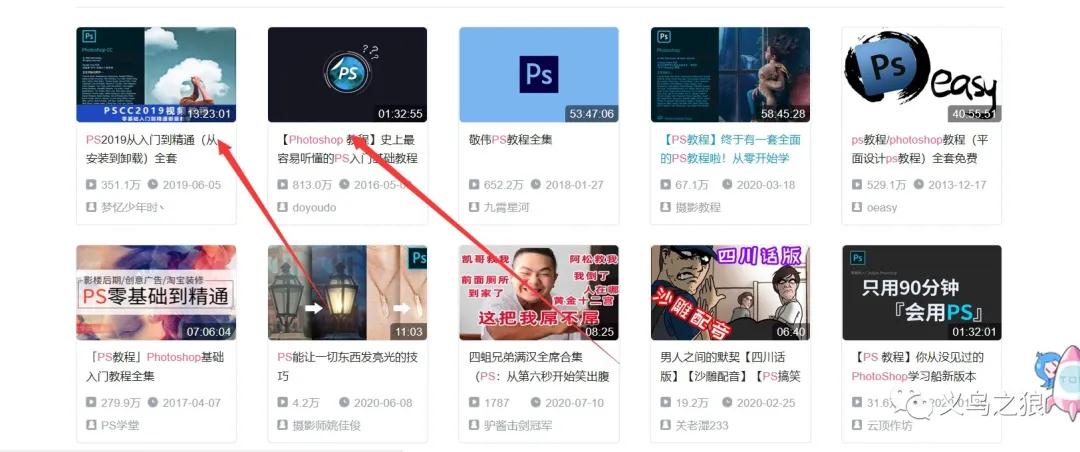 Ps
Photoshop CC
PSCC2019视频教程
零基础入门到精通最新教程
13:23:01
PS2019从入门到精通（从
安装到卸载）全套
351.1万 2019-06-05
梦忆少年时丶
???
PS
01:32:55
【Photoshop 教程】史上最
容易听懂的PS入门基础教程
813.0万 2016-05-0
doyoudo
Ps
53:47:06
敬伟PS教程全集
652.2万 2018-01-27
九霄星河
Ps
Photoshop
58:45:28
【PS教程】终于有一套全面
的PS教程啦！从零开始学
67.1万 2020-03-18
摄影教程
Ps
easy
40:55:51
ps教程/photoshop教程（平
面设计ps教程）全套免费
529.1万 2013-12-17
oeasy
影楼后期/创意广告/淘宝装修
PS零基础到精通
07:06:04
「PS教程」Photoshop基础
入门教程全集
279.9万 2017-04-07
PS学堂
Ps
11:03
PS能让一切东西发亮光的技
巧
4.2万 2020-06-08
摄影师姚佳俊
凯哥救我
阿松救我
前面厕所
我倒了
到家了
人在哪
黄金十二宫
这把我屌不屌
08:25
四蛆兄弟满汉全席合集
（PS：从第六秒开始笑出腹
1787 2020-07-10
驴酱击剑冠军
四川话版
沙雕配音
06:40
男人之间的默契【四川话
版】【沙雕配音】【PS搞笑
19.2万 2020-02-25
关老湿233
Ps
只用90分钟
『会用PS』
01:32:01
【PS 教程】你从没见过的
PhotoShop学习船新版本
31.6
云顶作坊
TOP
义乌之狼